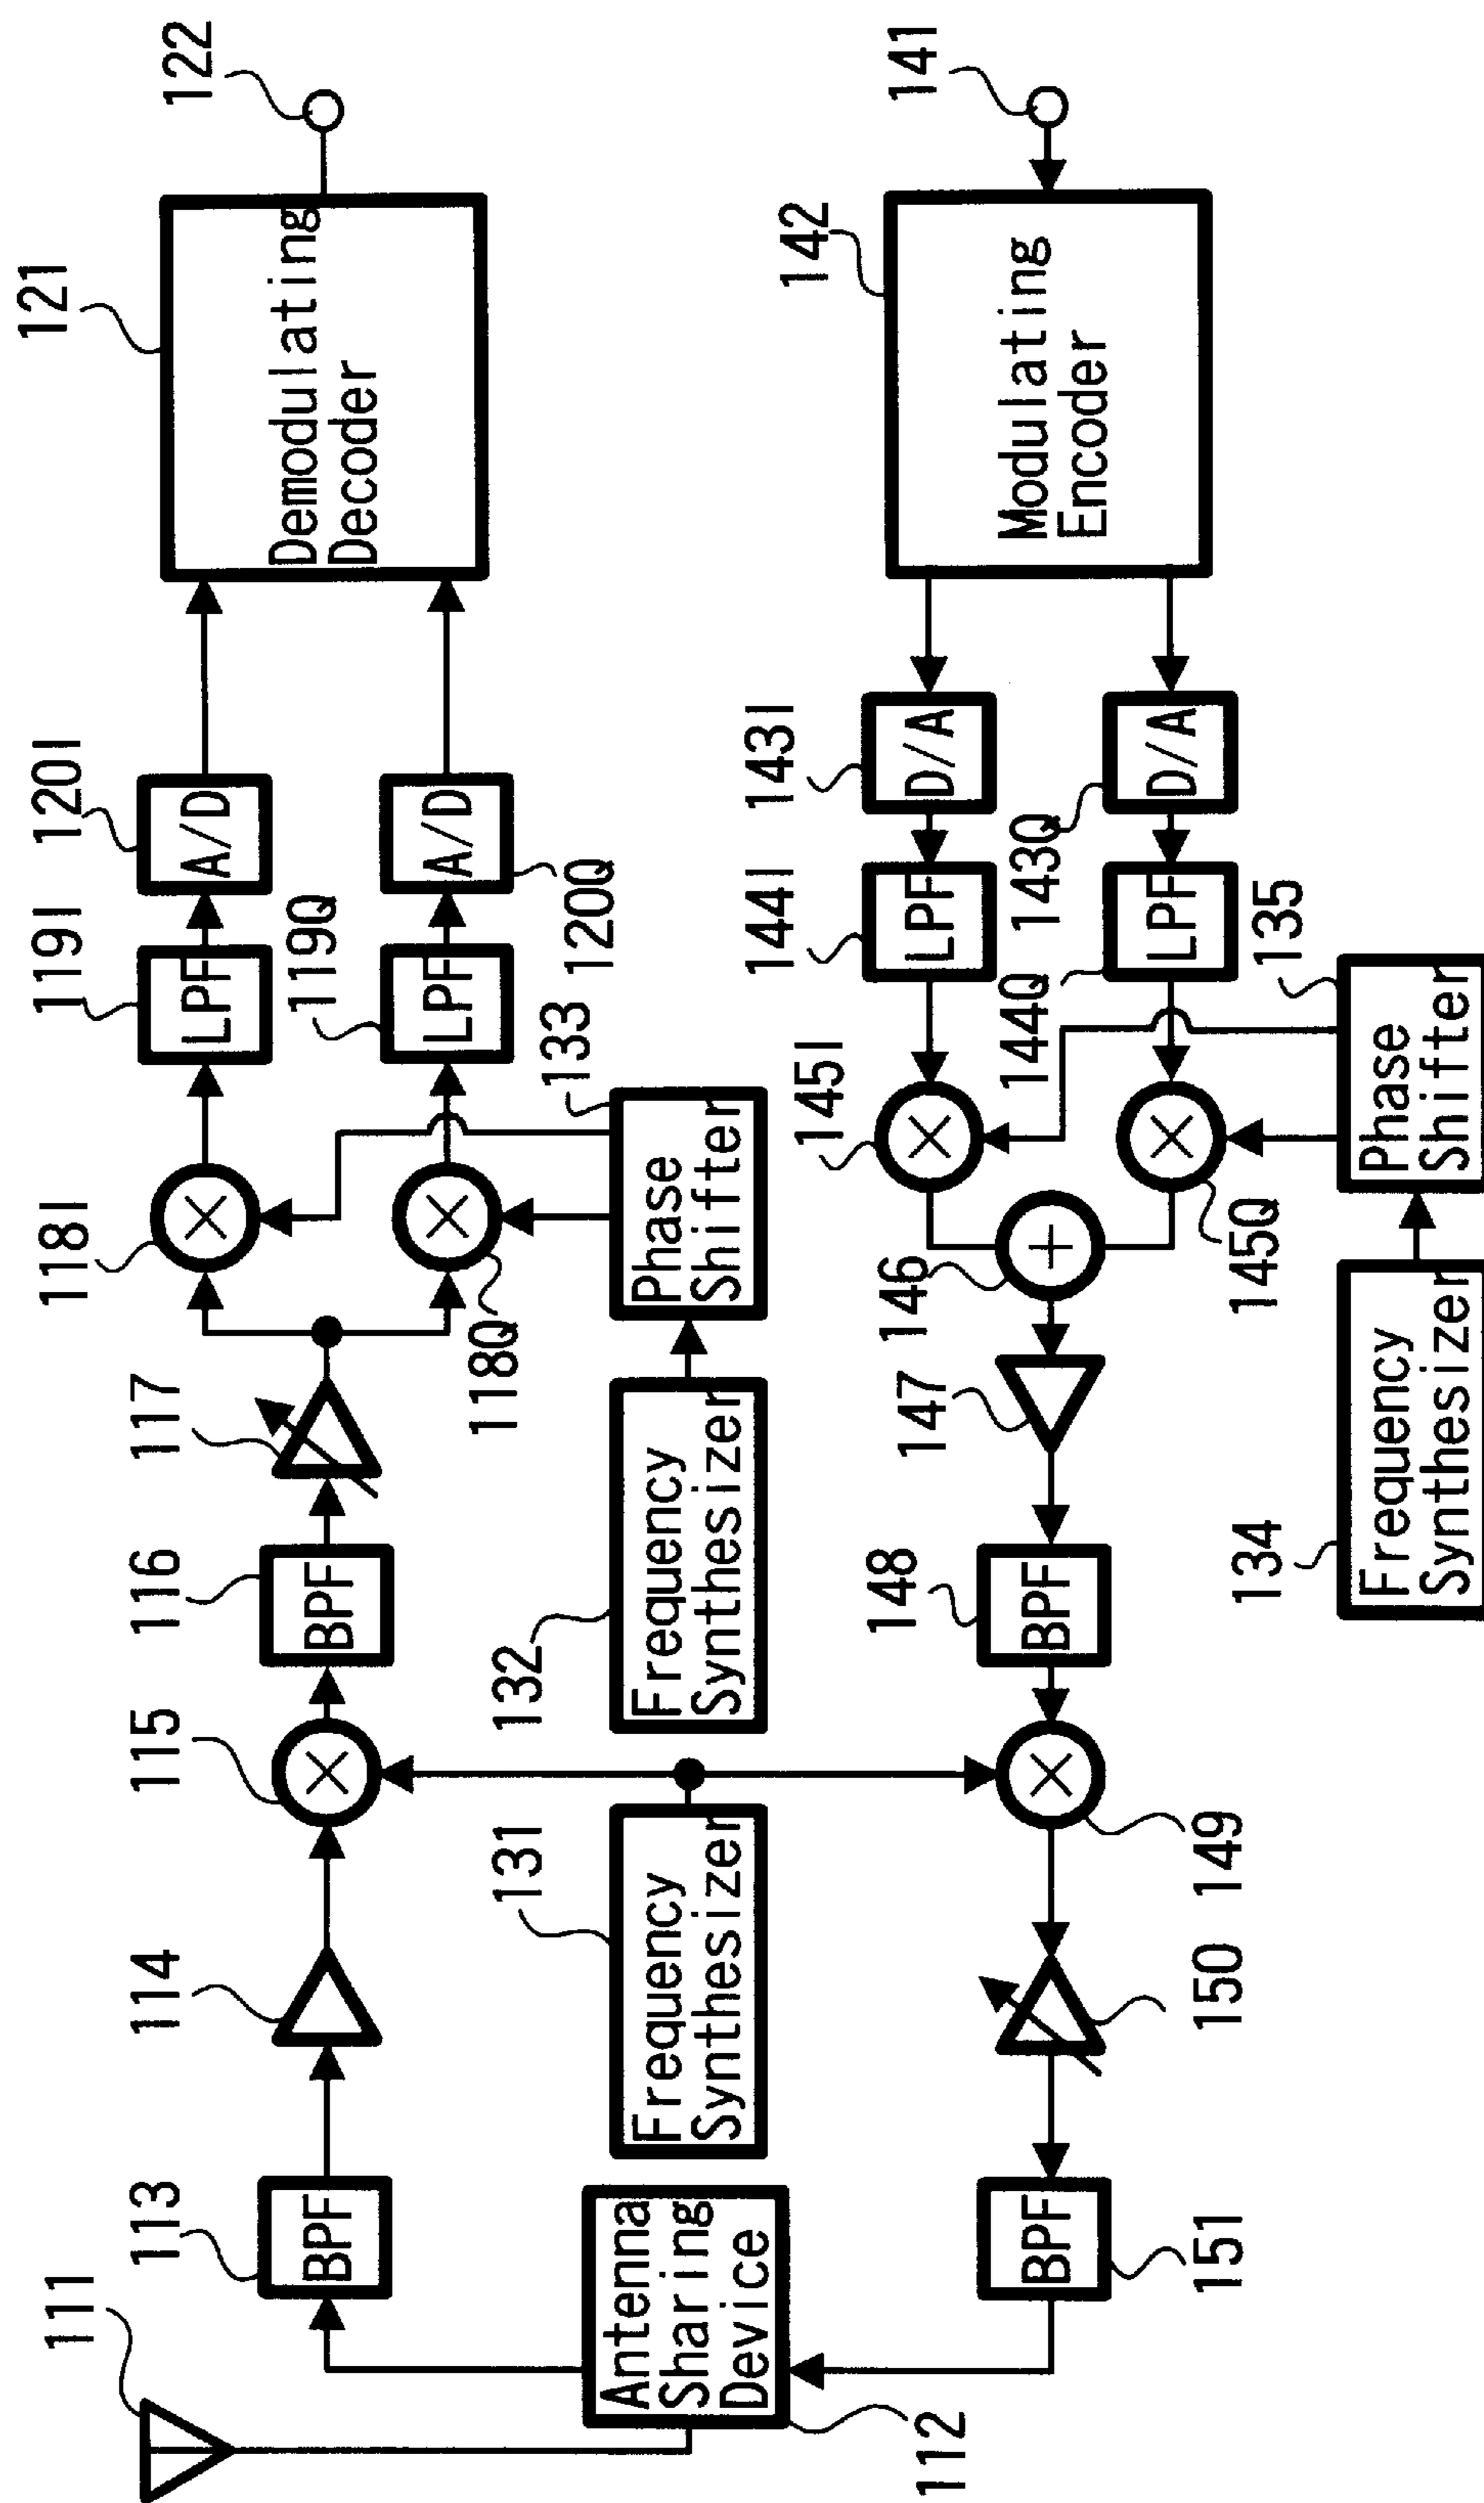 111
113
114
115
116
117
118I
119I
120I
121
122
BPF
BPF
LPF
A/D
Demodulating
Decoder
118Q
119Q
LPF
A/D
120Q
Antenna
Sharing
Device
112
131
Frequency
Synthesizer
132
Frequency
Synthesizer
133
Phase
Shifter
141
142
Modulating
Encoder
143I
D/A
144I
LPF
145I
143Q
D/A
144Q
LPF
145Q
146
147
148
BPF
149
150
BPF
151
134
Frequency
Synthesizer
135
Phase
Shifter